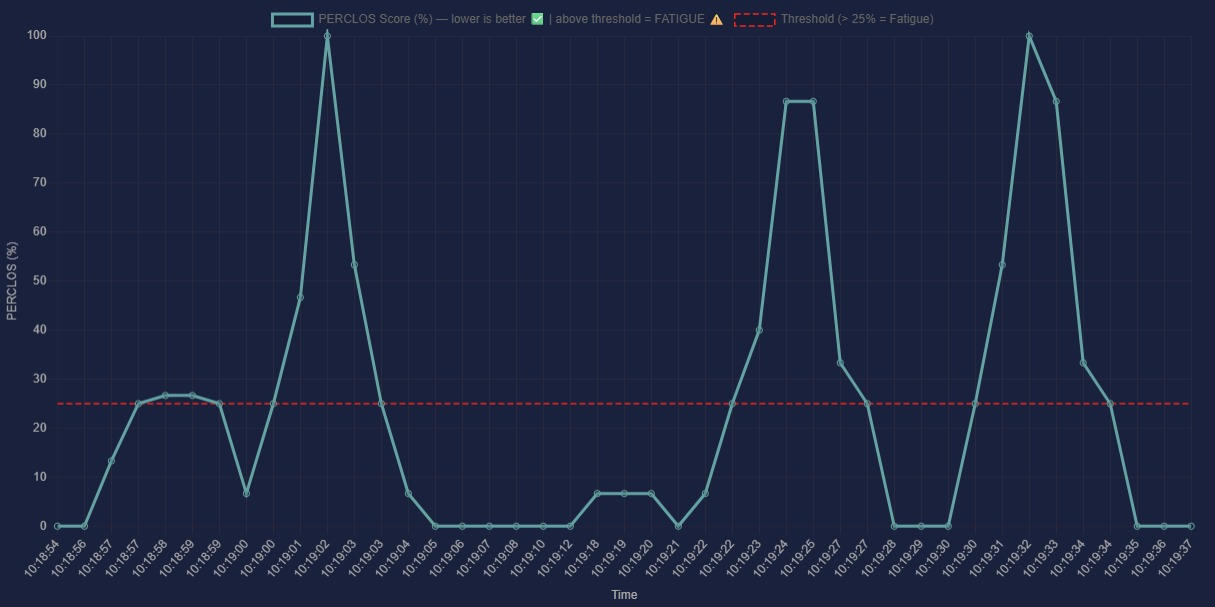 PERCLOS Score (%) — lower is better ✅ | above threshold = FATIGUE ⚠️ Threshold (> 25% = Fatigue)
100
90
80
70
60
50
40
30
20
10
0
PERCLOS (%)
10:18:54 10:18:56 10:18:57 10:18:57 10:18:58 10:18:59 10:18:59 10:19:00 10:19:00 10:19:01 10:19:02 10:19:03 10:19:03 10:19:04 10:19:05 10:19:06 10:19:07 10:19:08 10:19:10 10:19:12 10:19:18 10:19:19 10:19:20 10:19:21 10:19:22 10:19:22 10:19:23 10:19:24 10:19:25 10:19:27 10:19:27 10:19:28 10:19:29 10:19:30 10:19:30 10:19:31 10:19:32 10:19:33 10:19:34 10:19:34 10:19:35 10:19:36 10:19:37
Time